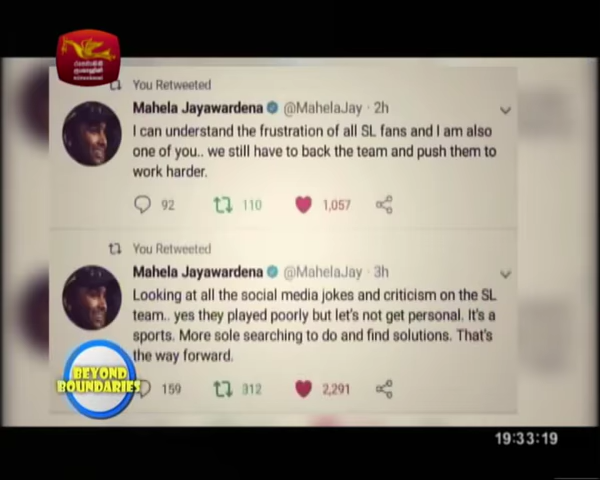 You Retweeted
Mahela Jayawardena @MahelaJay · 2h
I can understand the frustration of all SL fans and I am also
one of you.. we still have to back the team and push them to
work harder.
92 110 1,057
You Retweeted
Mahela Jayawardena @MahelaJay · 3h
Looking at all the social media jokes and criticism on the SL
team.. yes they played poorly but let's not get personal. It's a
sports. More sole searching to do and find solutions. That's
the way forward.
159 312 2,291
BEYOND
BOUNDARIES
19:33:19